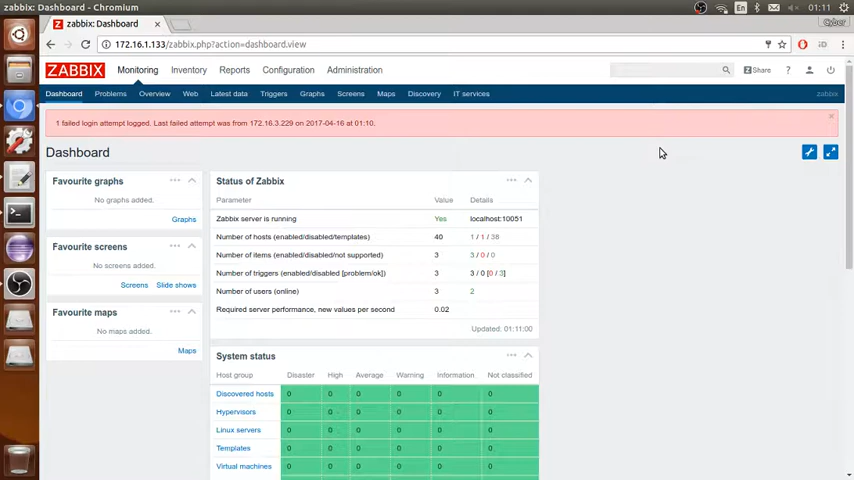 zabbix: Dashboard - Chromium
En
01:11
zabbix: Dashboard
Cyber
172.16.1.133/zabbix.php?action=dashboard.view
ZABBIX
Monitoring Inventory Reports Configuration Administration
Share
?
Dashboard Problems Overview Web Latest data Triggers Graphs Screens Maps Discovery IT services
zabbix
1 failed login attempt logged. Last failed attempt was from 172.16.3.229 on 2017-04-16 at 01:10.
Dashboard
Favourite graphs
No graphs added.
Graphs
Favourite screens
No screens added.
Screens Slide shows
Favourite maps
No maps added.
Maps
Status of Zabbix
Parameter Value Details
Zabbix server is running Yes localhost:10051
Number of hosts (enabled/disabled/templates) 40 1 / 1 / 38
Number of items (enabled/disabled/not supported) 3 3 / 0 / 0
Number of triggers (enabled/disabled [problem/ok]) 3 3 / 0 [0 / 3]
Number of users (online) 3 2
Required server performance, new values per second 0.02
Updated: 01:11:00
System status
Host group Disaster High Average Warning Information Not classified
Discovered hosts 0 0 0 0 0 0
Hypervisors 0 0 0 0 0 0
Linux servers 0 0 0 0 0 0
Templates 0 0 0 0 0 0
Virtual machines 0 0 0 0 0 0